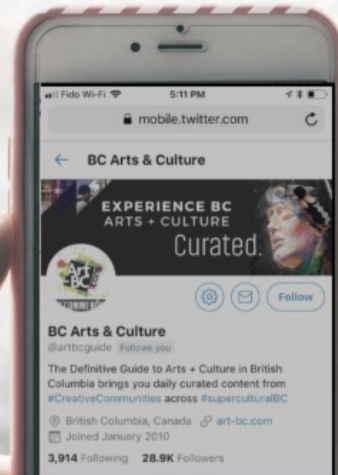 Fido Wi-Fi 5:11 PM
mobile.twitter.com
BC Arts & Culture
EXPERIENCE BC
ARTS + CULTURE
Curated.
Art
BC
Follow
BC Arts & Culture
@artbcguide Follows you
The Definitive Guide to Arts + Culture in British
Columbia brings you daily curated content from
#CreativeCommunities across #superculturalBC
British Columbia, Canada art-bc.com
Joined January 2010
3,914 Following 28.9K Followers